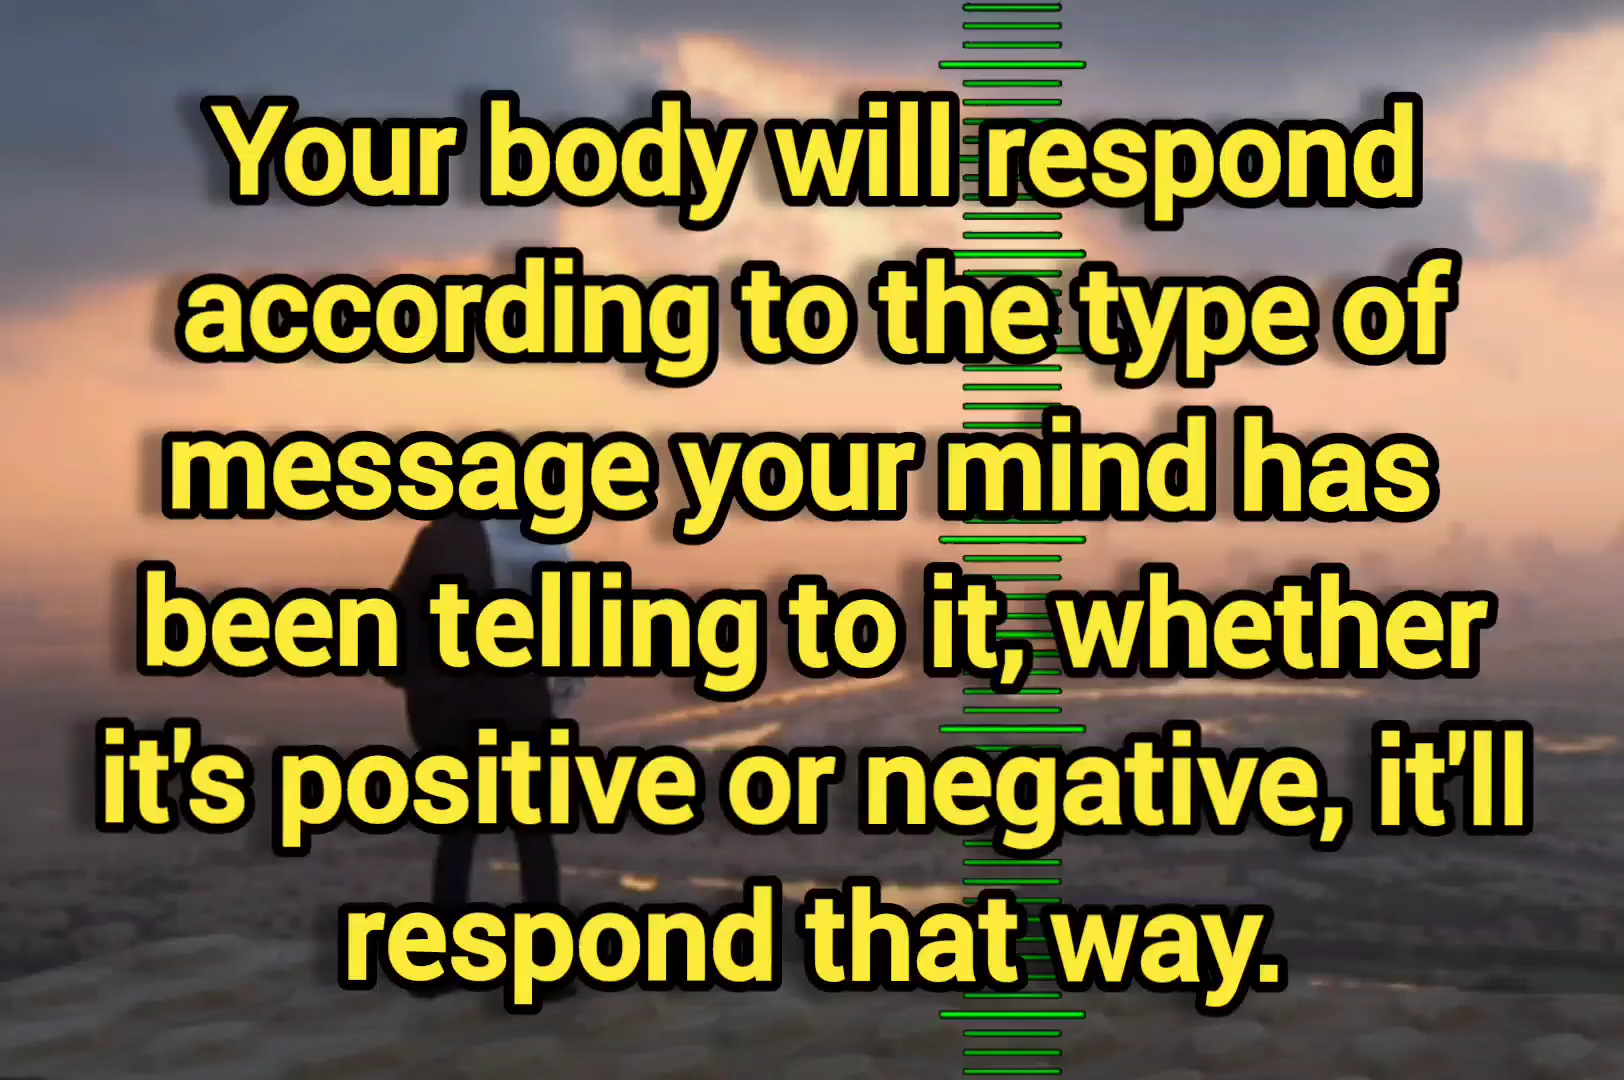 Your body will respond
according to the type of
message your mind has
been telling to it, whether
it's positive or negative, it'll
respond that way.